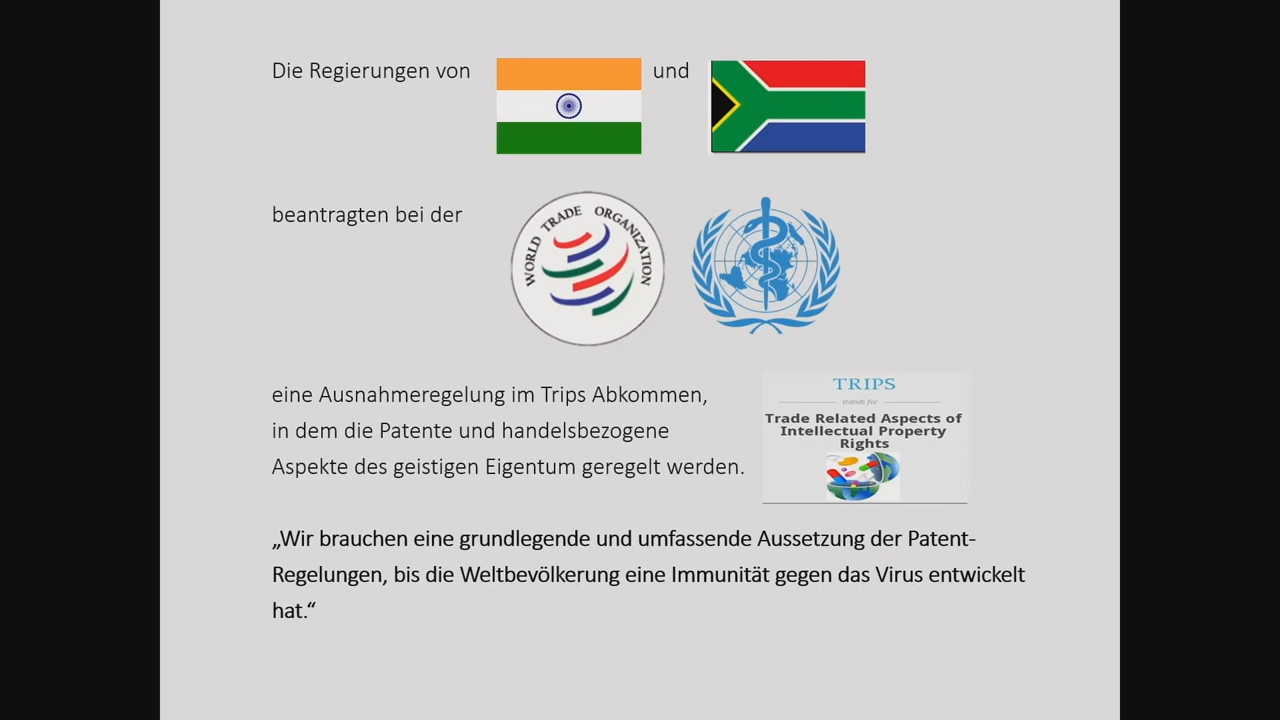 Die Regierungen von und
beantragten bei der
WORLD TRADE ORGANIZATION
eine Ausnahmeregelung im Trips Abkommen,
in dem die Patente und handelsbezogene
Aspekte des geistigen Eigentum geregelt werden.
TRIPS
stands for
Trade Related Aspects of
Intellectual Property
Rights
„Wir brauchen eine grundlegende und umfassende Aussetzung der Patent-
Regelungen, bis die Weltbevölkerung eine Immunität gegen das Virus entwickelt
hat.“